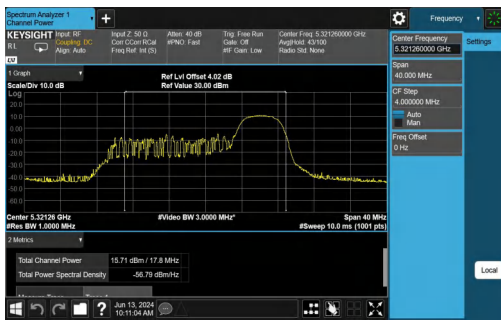 Spectrum Analyzer 1
Channel Power
Frequency
KEYSIGHT
RL
Input: RF
Coupling: DC
Align: Auto
Input Z: 50 Ω
Corr CCorr RCal
Freq Ref: Int (S)
Atten: 40 dB
#PNO: Fast
Trig: Free Run
Gate: Off
#IF Gain: Low
Center Freq: 5.321260000 GHz
Avg|Hold: 43/100
Radio Std: None
Center Frequency
5.321260000 GHz
Settings
Span
40.000 MHz
CF Step
4.000000 MHz
Auto
Man
Freq Offset
0 Hz
1 Graph
Scale/Div 10.0 dB
Ref Lvl Offset 4.02 dB
Ref Value 30.00 dBm
Log
20.0
10.0
0.00
-10.0
-20.0
-30.0
-40.0
-50.0
-60.0
Center 5.32126 GHz
#Res BW 1.0000 MHz
#Video BW 3.0000 MHz*
Span 40 MHz
#Sweep 10.0 ms (1001 pts)
2 Metrics
Total Channel Power
15.71 dBm / 17.8 MHz
Total Power Spectral Density
-56.79 dBm/Hz
Local
?
Jun 13, 2024
10:11:04 AM